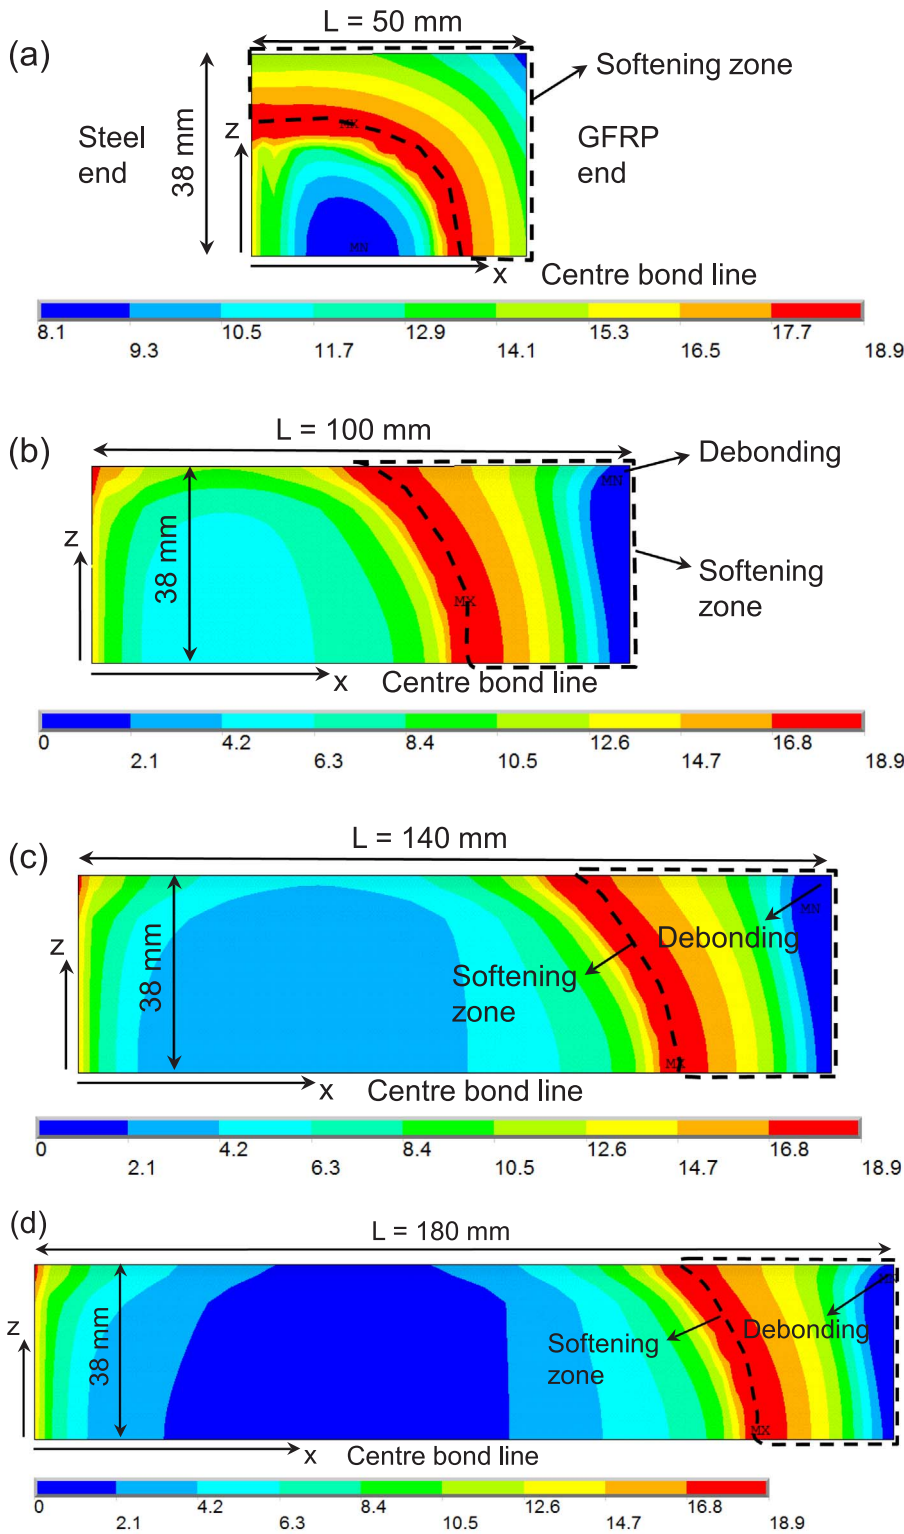 (a)
L = 50 mm
Softening zone
Steel
end
38 mm
z
MX
GFRP
end
MN
x
Centre bond line
8.1 10.5 12.9 15.3 17.7
9.3 11.7 14.1 16.5 18.9
(b)
L = 100 mm
Debonding
MN
z
38 mm
Softening
zone
MX
x
Centre bond line
0 4.2 8.4 12.6 16.8
2.1 6.3 10.5 14.7 18.9
(c)
L = 140 mm
MN
z
38 mm
Debonding
Softening
zone
MX
x
Centre bond line
0 4.2 8.4 12.6 16.8
2.1 6.3 10.5 14.7 18.9
(d)
L = 180 mm
z
38 mm
Softening
zone
Debonding
MX
x
Centre bond line
0 4.2 8.4 12.6 16.8
2.1 6.3 10.5 14.7 18.9